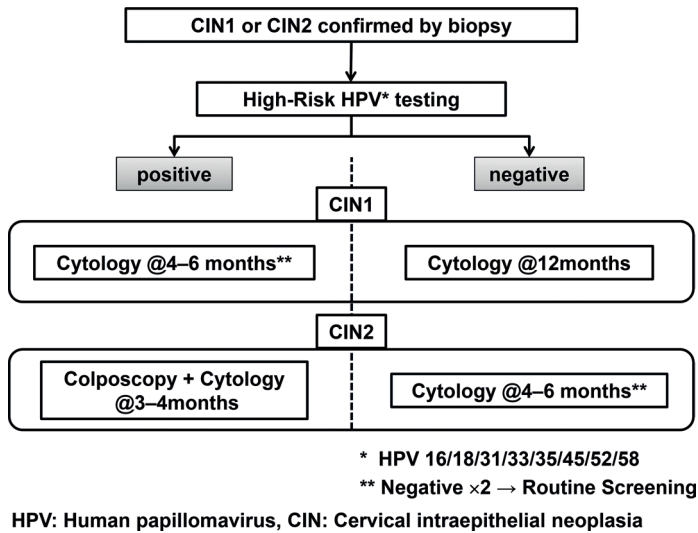 CIN1 or CIN2 confirmed by biopsy
High-Risk HPV* testing
positive
negative
CIN1
Cytology @4–6 months**
Cytology @12months
CIN2
Colposcopy + Cytology
@3–4months
Cytology @4–6 months**
* HPV 16/18/31/33/35/45/52/58
** Negative ×2 → Routine Screening
HPV: Human papillomavirus, CIN: Cervical intraepithelial neoplasia